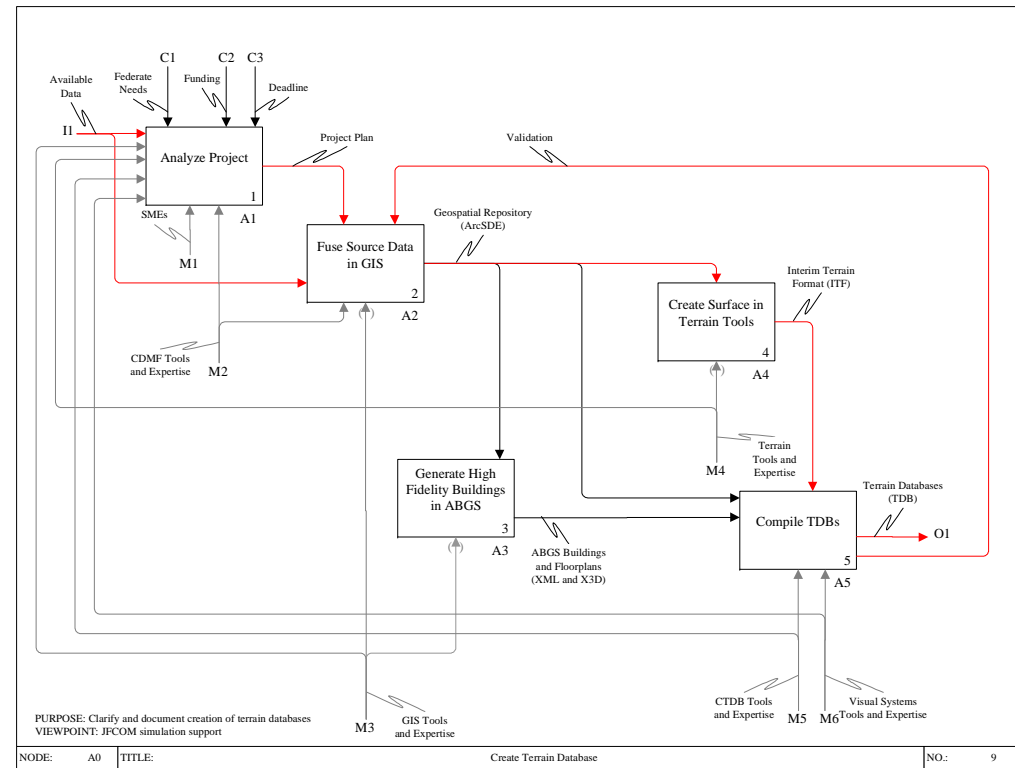 C1
C2
C3
Available
Data
Federate
Needs
Funding
Deadline
I1
Analyze Project
1
A1
Project Plan
Validation
SMEs
M1
Geospatial Repository
(ArcSDE)
Fuse Source Data
in GIS
2
A2
Interim Terrain
Format (ITF)
Create Surface in
Terrain Tools
4
A4
( )
( )
CDMF Tools
and Expertise
M2
Terrain
Tools and
Expertise
M4
Generate High
Fidelity Buildings
in ABGS
3
A3
( )
ABGS Buildings
and Floorplans
(XML and X3D)
Terrain Databases
(TDB)
Compile TDBs
5
A5
O1
GIS Tools
and Expertise
M3
CTDB Tools
and Expertise
M5
M6
Visual Systems
Tools and Expertise
PURPOSE: Clarify and document creation of terrain databases
VIEWPOINT: JFCOM simulation support
NODE: A0 TITLE: Create Terrain Database NO.: 9